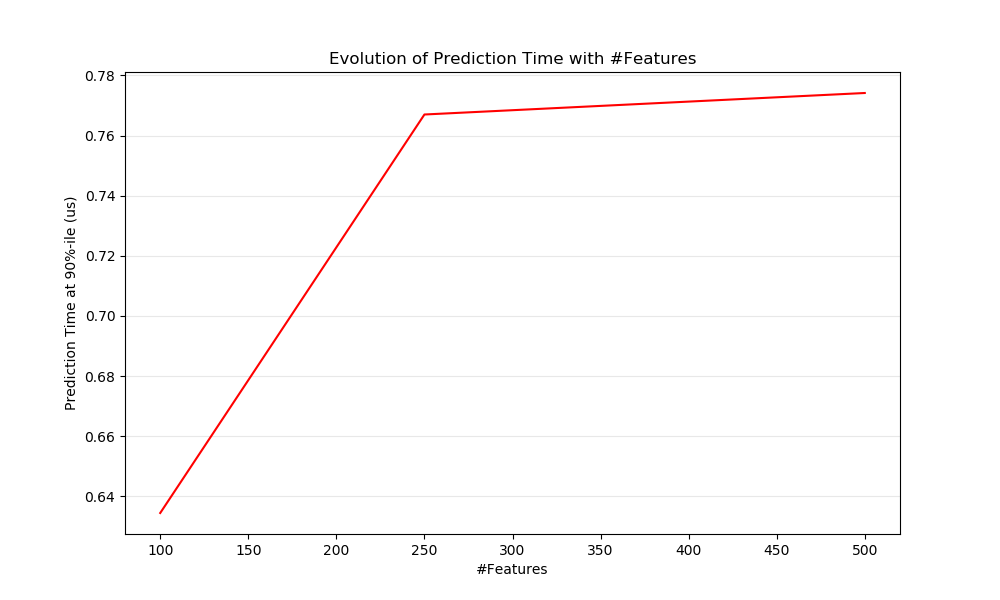 Evolution of Prediction Time with #Features
Prediction Time at 90%-ile (us)
0.78
0.76
0.74
0.72
0.70
0.68
0.66
0.64
100 150 200 250 300 350 400 450 500
#Features